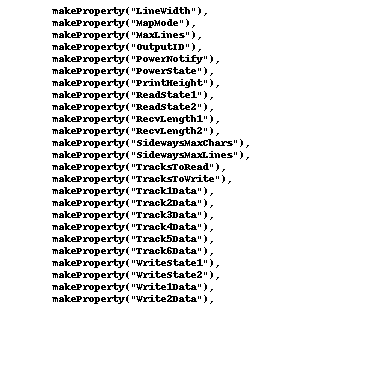 makeProperty("LineWidth"),
makeProperty("MapMode"),
makeProperty("MaxLines"),
makeProperty("OutputID"),
makeProperty("PowerNotify"),
makeProperty("PowerState"),
makeProperty("PrintHeight"),
makeProperty("ReadState1"),
makeProperty("ReadState2"),
makeProperty("RecvLength1"),
makeProperty("RecvLength2"),
makeProperty("SidewaysMaxChars"),
makeProperty("SidewaysMaxLines"),
makeProperty("TracksToRead"),
makeProperty("TracksToWrite"),
makeProperty("Track1Data"),
makeProperty("Track2Data"),
makeProperty("Track3Data"),
makeProperty("Track4Data"),
makeProperty("Track5Data"),
makeProperty("Track6Data"),
makeProperty("WriteState1"),
makeProperty("WriteState2"),
makeProperty("Write1Data"),
makeProperty("Write2Data"),